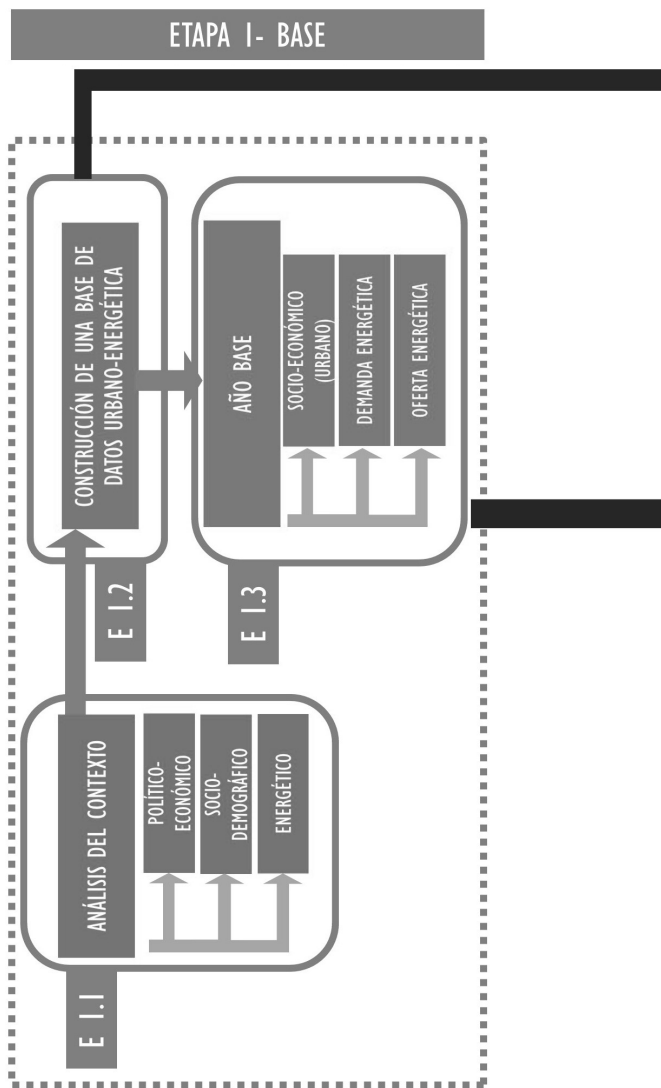 ETAPA I- BASE
E I.1
ANÁLISIS DEL CONTEXTO
POLÍTICO-
ECONÓMICO
SOCIO-
DEMOGRÁFICO
ENERGÉTICO
E I.2
CONSTRUCCIÓN DE UNA BASE DE
DATOS URBANO-ENERGÉTICA
E I.3
AÑO BASE
SOCIO-ECONÓMICO
(URBANO)
DEMANDA ENERGÉTICA
OFERTA ENERGÉTICA